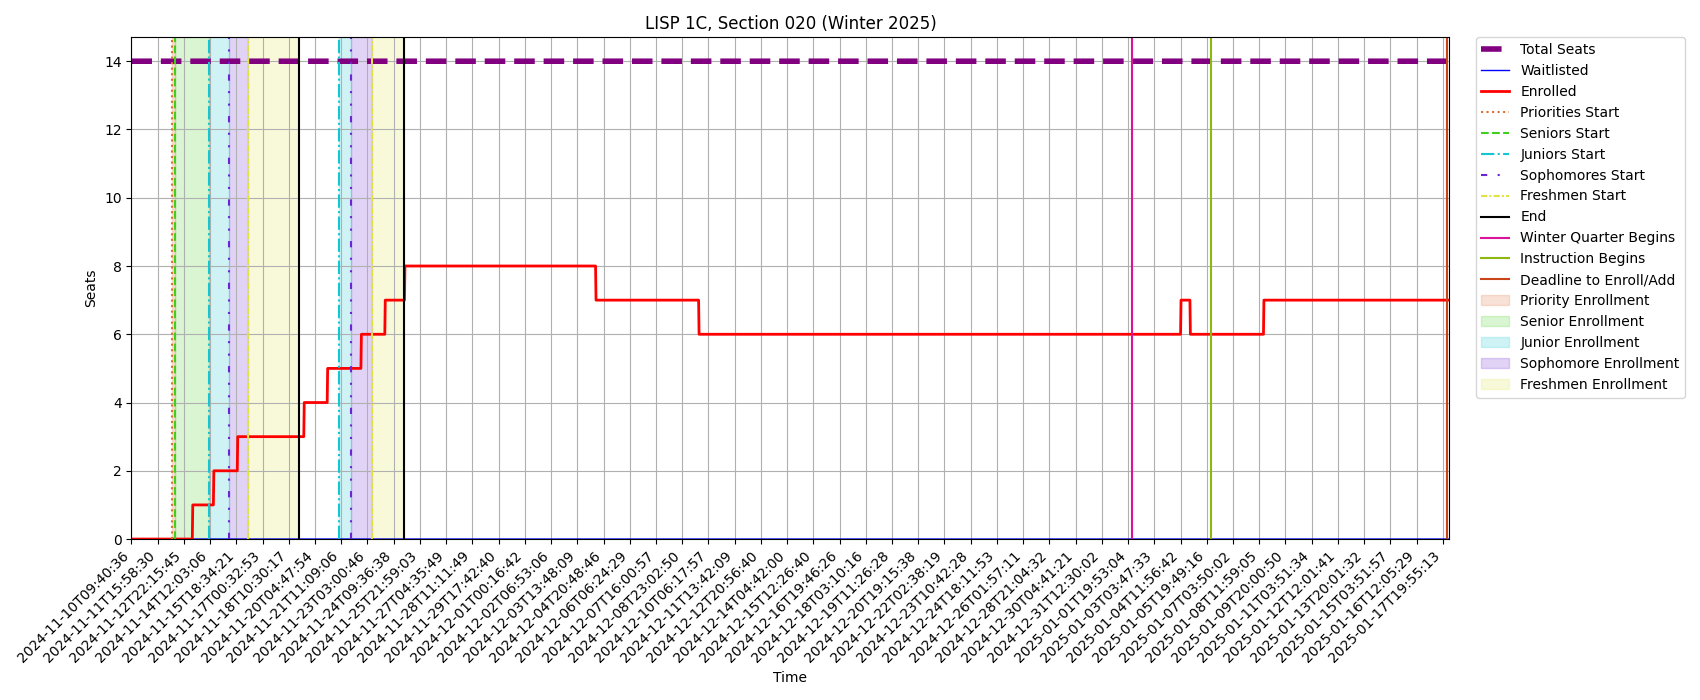 LISP 1C, Section 020 (Winter 2025)
14
12
10
8
6
4
2
0
Seats
2024-11-10T09:40:36
2024-11-11T15:58:30
2024-11-12T22:15:45
2024-11-14T12:03:06
2024-11-15T18:34:21
2024-11-17T00:32:53
2024-11-18T10:30:17
2024-11-20T04:47:54
2024-11-21T11:09:06
2024-11-23T03:00:46
2024-11-24T09:36:38
2024-11-25T21:59:03
2024-11-27T04:35:49
2024-11-28T11:11:49
2024-11-29T17:42:40
2024-12-01T00:16:42
2024-12-02T06:53:06
2024-12-03T13:48:09
2024-12-04T20:48:46
2024-12-06T06:24:29
2024-12-07T16:00:57
2024-12-08T23:02:50
2024-12-10T06:17:57
2024-12-11T13:42:09
2024-12-12T20:56:40
2024-12-14T04:42:00
2024-12-15T12:26:40
2024-12-16T19:46:26
2024-12-18T03:10:16
2024-12-19T11:26:28
2024-12-20T19:15:38
2024-12-22T02:38:19
2024-12-23T10:42:28
2024-12-24T18:11:53
2024-12-26T01:57:11
2024-12-28T21:04:32
2024-12-30T04:41:21
2024-12-31T12:30:02
2025-01-01T19:53:04
2025-01-03T03:47:33
2025-01-04T11:56:42
2025-01-05T19:49:16
2025-01-07T03:50:02
2025-01-08T11:59:05
2025-01-09T20:00:50
2025-01-11T03:51:34
2025-01-12T12:01:41
2025-01-13T20:01:32
2025-01-15T03:51:57
2025-01-16T12:05:29
2025-01-17T19:55:13
Time
Total Seats
Waitlisted
Enrolled
Priorities Start
Seniors Start
Juniors Start
Sophomores Start
Freshmen Start
End
Winter Quarter Begins
Instruction Begins
Deadline to Enroll/Add
Priority Enrollment
Senior Enrollment
Junior Enrollment
Sophomore Enrollment
Freshmen Enrollment